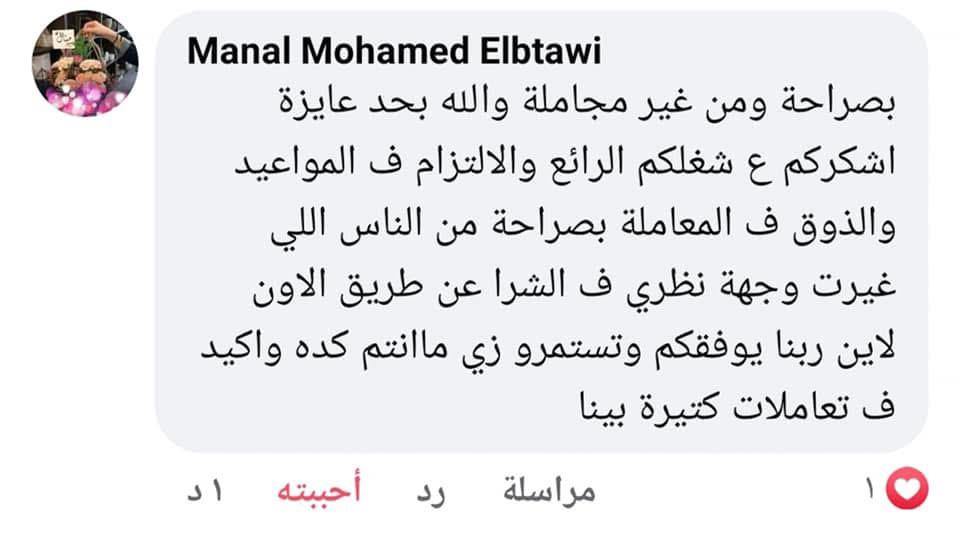 Manal Mohamed Elbtawi
بصراحة ومن غير مجاملة والله بحد عايزة
اشكركم ع شغلكم الرائع والالتزام ف المواعيد
والذوق ف المعاملة بصراحة من الناس اللي
غيرت وجهة نظري ف الشرا عن طريق الاون
لاين ربنا يوفقكم وتستمرو زي ماانتم كده واكيد
ف تعاملات كتيرة بينا
١ د أحببته رد مراسلة ١